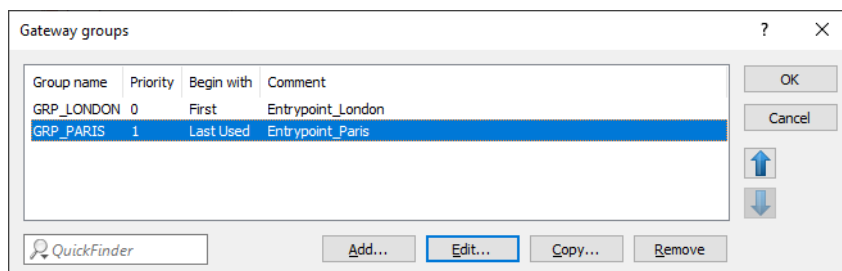 Gateway groups ?
Group name Priority Begin with Comment
GRP_LONDON 0 First Entrypoint_London
GRP_PARIS 1 Last Used Entrypoint_Paris
OK
Cancel
QuickFinder Add... Edit... Copy... Remove